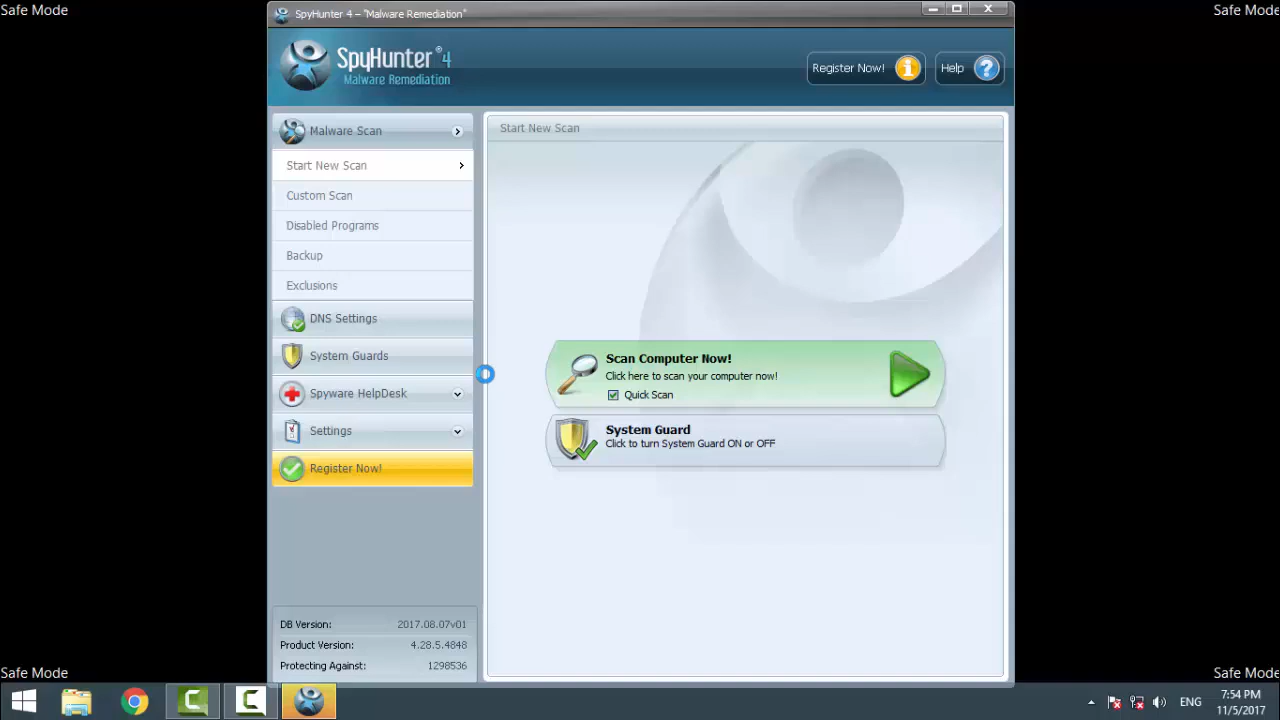 Safe Mode
Safe Mode
SpyHunter 4 – "Malware Remediation"
SpyHunter® 4
Malware Remediation
Register Now!
Help
Malware Scan
Start New Scan
Custom Scan
Disabled Programs
Backup
Exclusions
DNS Settings
System Guards
Spyware HelpDesk
Settings
Register Now!
Start New Scan
Scan Computer Now!
Click here to scan your computer now!
Quick Scan
System Guard
Click to turn System Guard ON or OFF
DB Version: 2017.08.07v01
Product Version: 4.28.5.4848
Protecting Against: 1298536
Safe Mode
Safe Mode
ENG
7:54 PM
11/5/2017